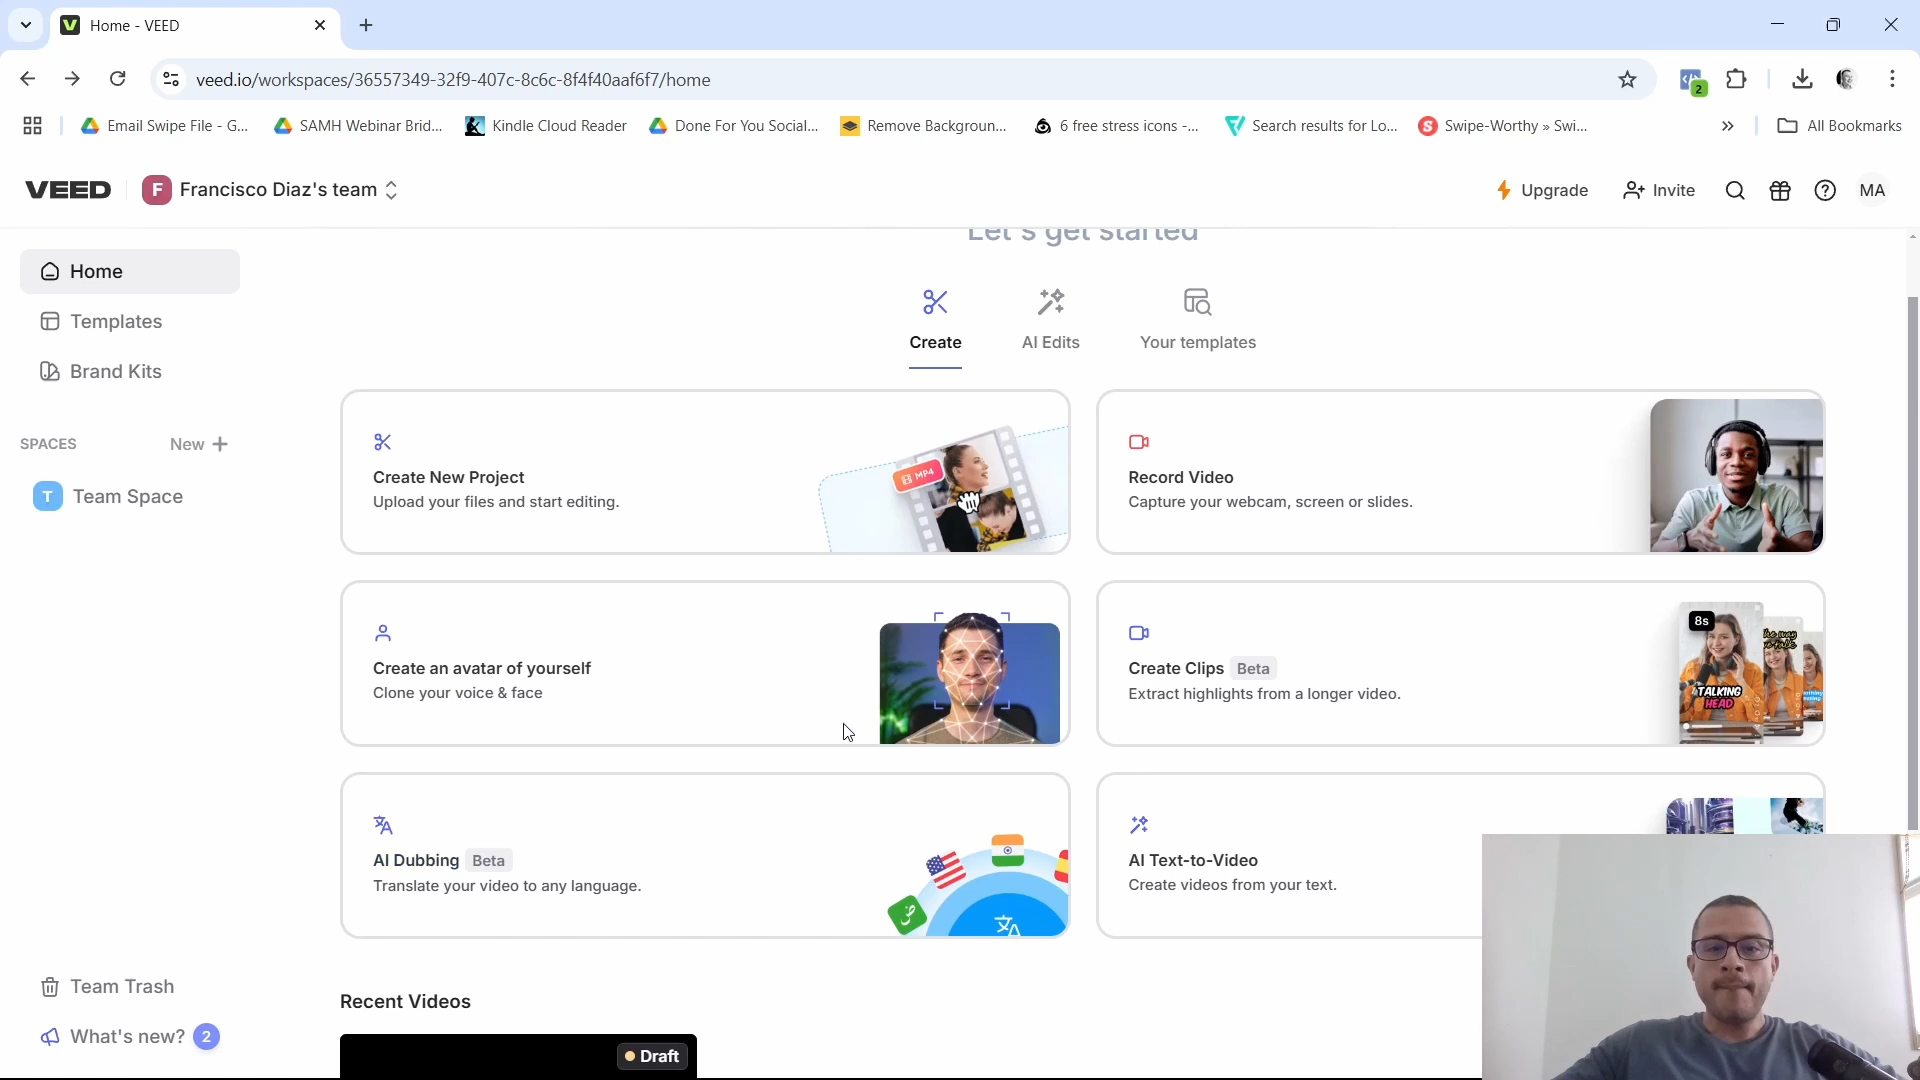 Home - VEED
veed.io/workspaces/36557349-32f9-407c-8c6c-8f4f40aaf6f7/home
2
Email Swipe File - G...
SAMH Webinar Brid...
Kindle Cloud Reader
Done For You Social...
Remove Backgroun...
6 free stress icons -...
Search results for Lo...
Swipe-Worthy » Swi...
All Bookmarks
VEED
F Francisco Diaz's team
Upgrade
Invite
MA
Let's get started
Home
Templates
Brand Kits
SPACES
New
T Team Space
Team Trash
What's new? 2
Create
AI Edits
Your templates
Create New Project
Upload your files and start editing.
MP4
Record Video
Capture your webcam, screen or slides.
Create an avatar of yourself
Clone your voice & face
Create Clips Beta
Extract highlights from a longer video.
8s
TALKING
HEAD
AI Dubbing Beta
Translate your video to any language.
AI Text-to-Video
Create videos from your text.
Recent Videos
Draft